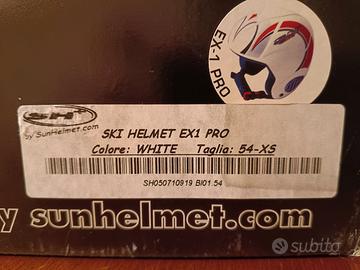 EX-1 PRO
SH+
by SunHelmet.com
SKI HELMET EX1 PRO
Colore: WHITE Taglia: 54-XS
SH050710919 BI01.54
by sunhelmet.com
subito